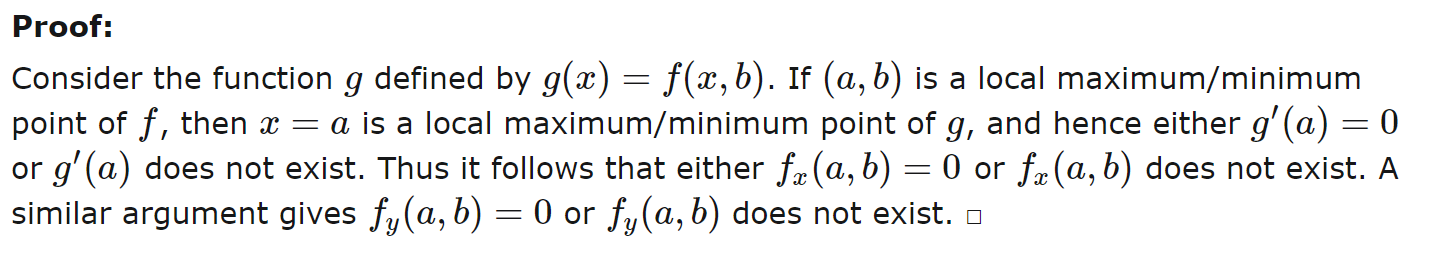 Proof:
Consider the function g defined by g(x) = f(x, b). If (a, b) is a local maximum/minimum
point of f, then x = a is a local maximum/minimum point of g, and hence either g′(a) = 0
or g′(a) does not exist. Thus it follows that either fₓ(a, b) = 0 or fₓ(a, b) does not exist. A
similar argument gives f_y(a, b) = 0 or f_y(a, b) does not exist. □